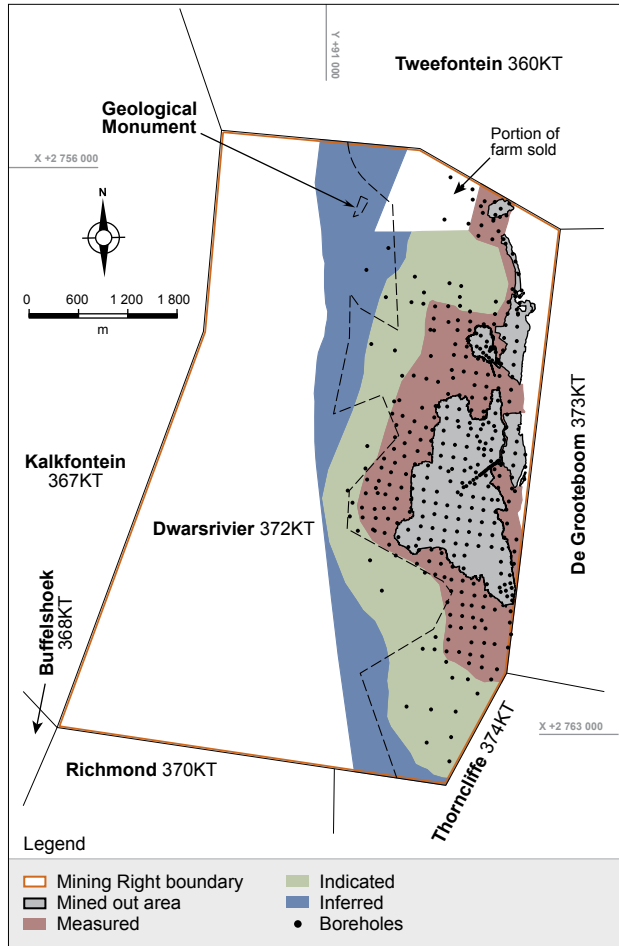 Y +91 000
Tweefontein 360KT
Geological
Monument
Portion of
farm sold
X +2 756 000
N
0 600 1 200 1 800
m
De Grooteboom 373KT
Kalkfontein
367KT
Dwarsrivier 372KT
Buffelshoek
368KT
X +2 763 000
Richmond 370KT
Thorncliffe 374KT
Legend
Mining Right boundary
Mined out area
Measured
Indicated
Inferred
Boreholes